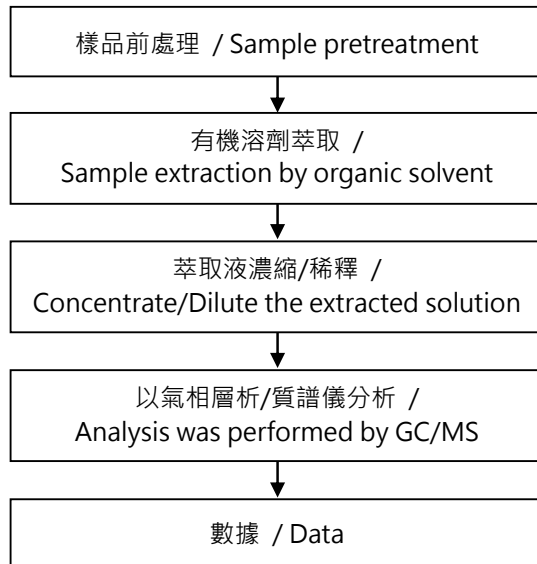 樣品前處理 / Sample pretreatment
有機溶劑萃取 /
Sample extraction by organic solvent
萃取液濃縮/稀釋 /
Concentrate/Dilute the extracted solution
以氣相層析/質譜儀分析 /
Analysis was performed by GC/MS
數據 / Data